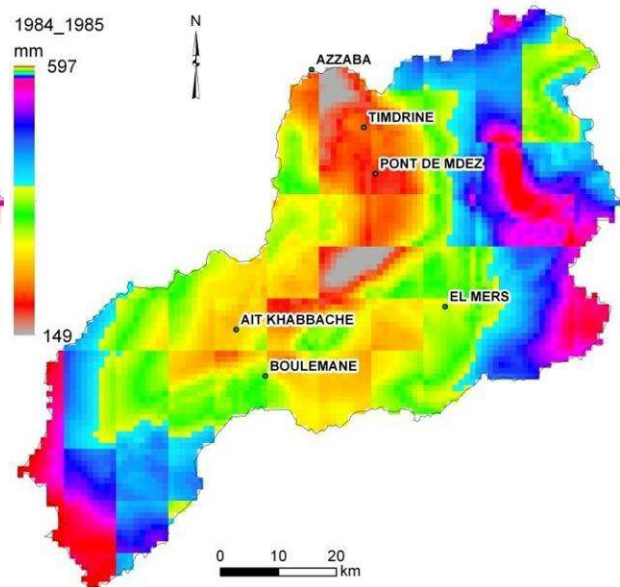 1984_1985
mm
597
149
N
AZZABA
TIMDRINE
PONT DE MDEZ
EL MERS
AIT KHABBACHE
BOULEMANE
0 10 20
km